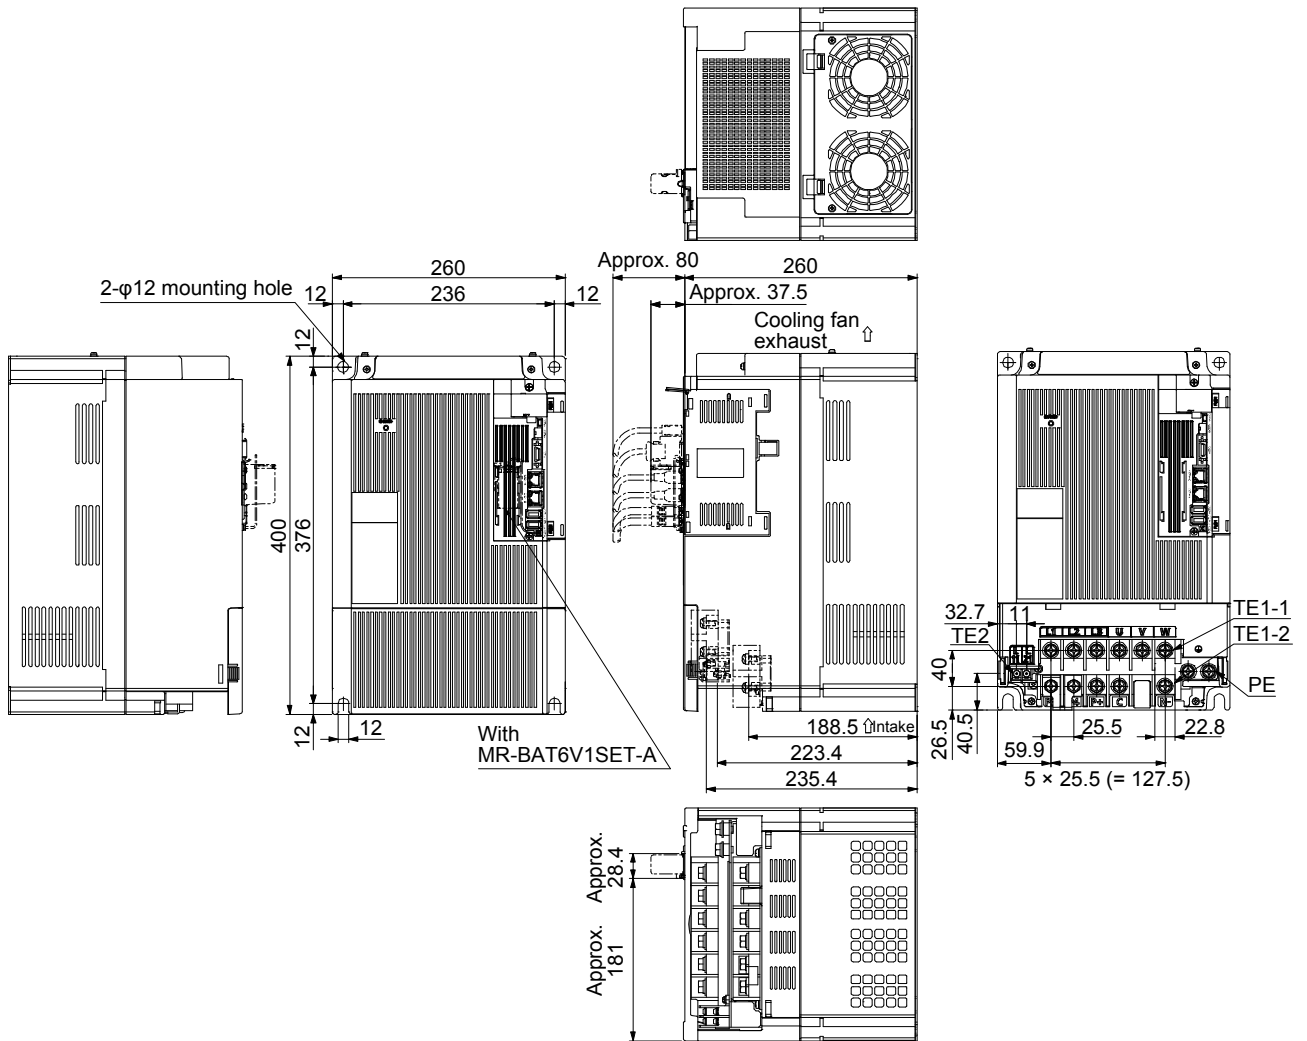 Approx. 80
260
260
2-φ12 mounting hole
12
236
12
Approx. 37.5
Cooling fan
exhaust
12
400
376
12
12
With
MR-BAT6V1SET-A
188.5
Intake
223.4
235.4
32.7
11
TE2
L1 L2 L3 U V W
TE1-1
TE1-2
PE
40
26.5
40.5
P+ C
25.5
22.8
59.9
5 × 25.5 (= 127.5)
Approx.
28.4
Approx.
181